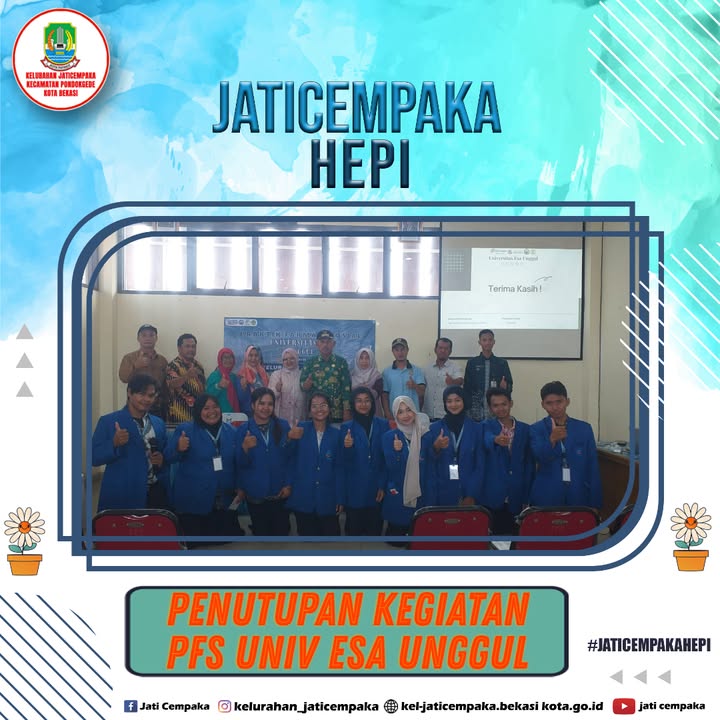 KELURAHAN JATICEMPAKA
KECAMATAN PONDOKGEDE
KOTA BEKASI
JATICEMPAKA
HEPI
Universitas Esa Unggul
Terima Kasih !
UNIVERSITAS
PENUTUPAN KEGIATAN
PFS UNIV ESA UNGGUL
#JATICEMPAKAHEPI
Jati Cempaka
kelurahan_jaticempaka
kel-jaticempaka.bekasi kota.go.id
jati cempaka